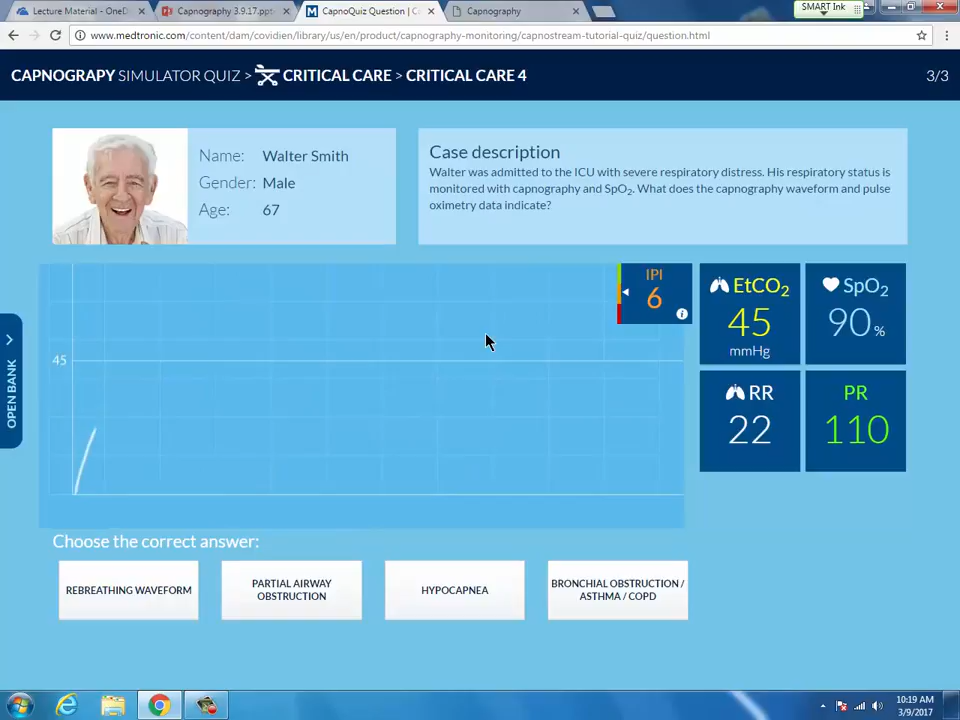 Lecture Material - OneD
Capnography 3.9.17.ppt
CapnoQuiz Question | C
Capnography
SMART Ink
www.medtronic.com/content/dam/covidien/library/us/en/product/capnography-monitoring/capnostream-tutorial-quiz/question.html
CAPNOGRAPY SIMULATOR QUIZ > CRITICAL CARE > CRITICAL CARE 4
3/3
Name: Walter Smith
Gender: Male
Age: 67
Case description
Walter was admitted to the ICU with severe respiratory distress. His respiratory status is
monitored with capnography and SpO2. What does the capnography waveform and pulse
oximetry data indicate?
IPI
6
i
EtCO2
45
mmHg
SpO2
90 %
45
OPEN BANK
RR
22
PR
110
Choose the correct answer:
REBREATHING WAVEFORM
PARTIAL AIRWAY
OBSTRUCTION
HYPOCAPNEA
BRONCHIAL OBSTRUCTION /
ASTHMA / COPD
10:19 AM
3/9/2017